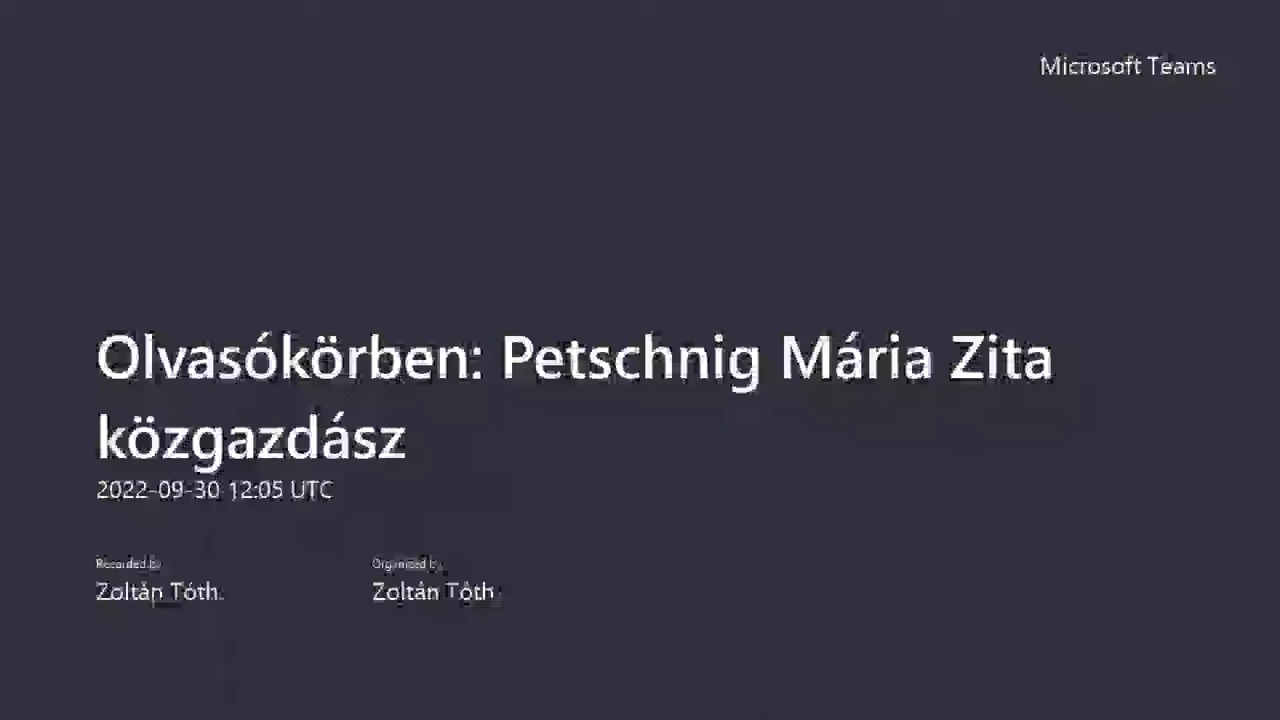 Microsoft Teams
Olvasókörben: Petschnig Mária Zita
közgazdász
2022-09-30 12:05 UTC
Recorded by
Organized by
Zoltán Tóth
Zoltán Tóth